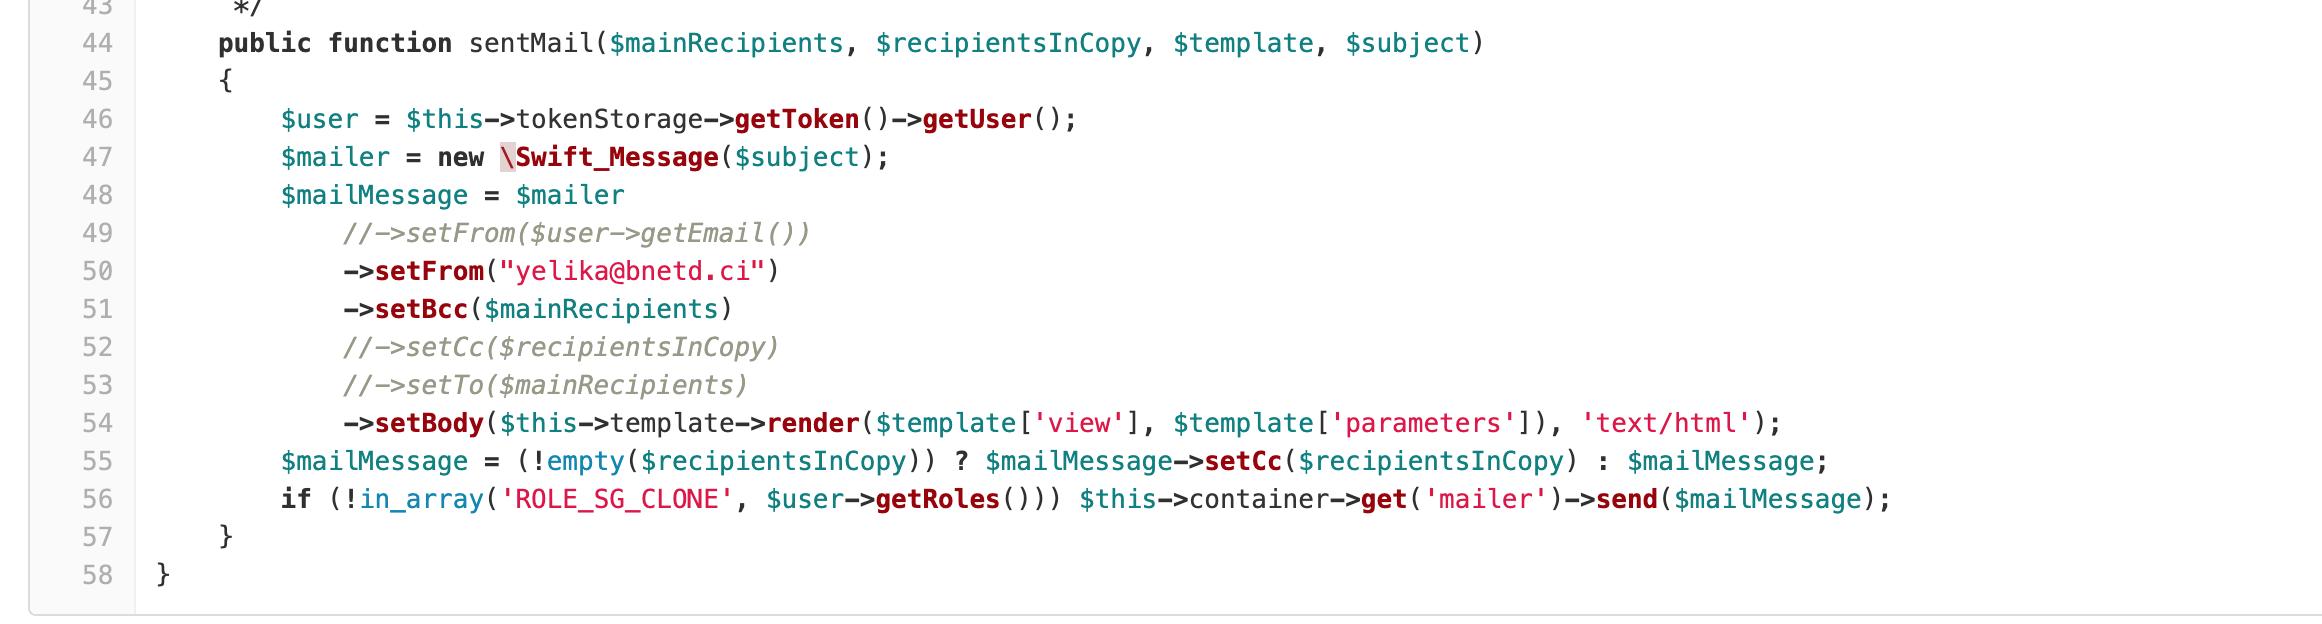 43 */
44 public function sentMail($mainRecipients, $recipientsInCopy, $template, $subject)
45 {
46 $user = $this->tokenStorage->getToken()->getUser();
47 $mailer = new \Swift_Message($subject);
48 $mailMessage = $mailer
49 //->setFrom($user->getEmail())
50 ->setFrom("yelika@bnetd.ci")
51 ->setBcc($mainRecipients)
52 //->setCc($recipientsInCopy)
53 //->setTo($mainRecipients)
54 ->setBody($this->template->render($template['view'], $template['parameters']), 'text/html');
55 $mailMessage = (!empty($recipientsInCopy)) ? $mailMessage->setCc($recipientsInCopy) : $mailMessage;
56 if (!in_array('ROLE_SG_CLONE', $user->getRoles())) $this->container->get('mailer')->send($mailMessage);
57 }
58 }